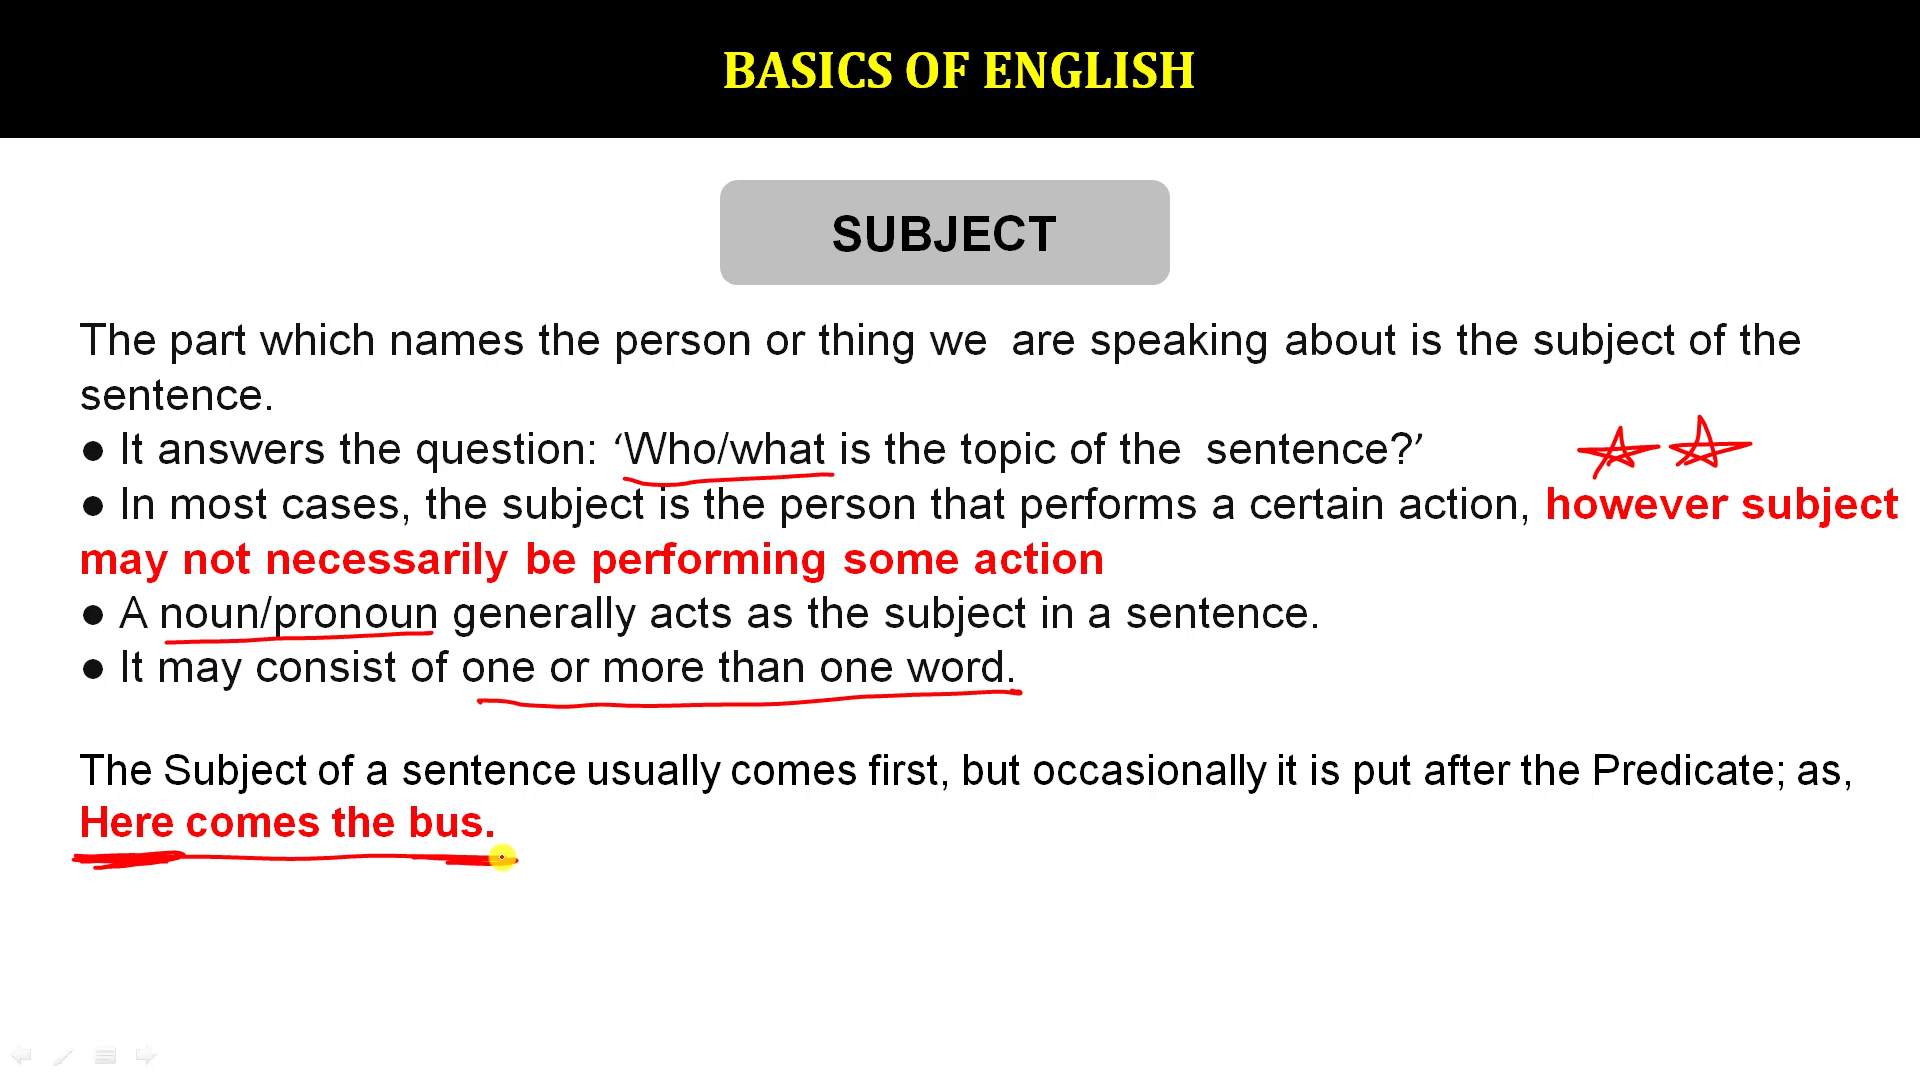 BASICS OF ENGLISH
SUBJECT
The part which names the person or thing we  are speaking about is the subject of the
sentence.
● It answers the question: ‘Who/what is the topic of the  sentence?’
● In most cases, the subject is the person that performs a certain action, however subject
may not necessarily be performing some action
● A noun/pronoun generally acts as the subject in a sentence.
● It may consist of one or more than one word.
The Subject of a sentence usually comes first, but occasionally it is put after the Predicate; as,
Here comes the bus.